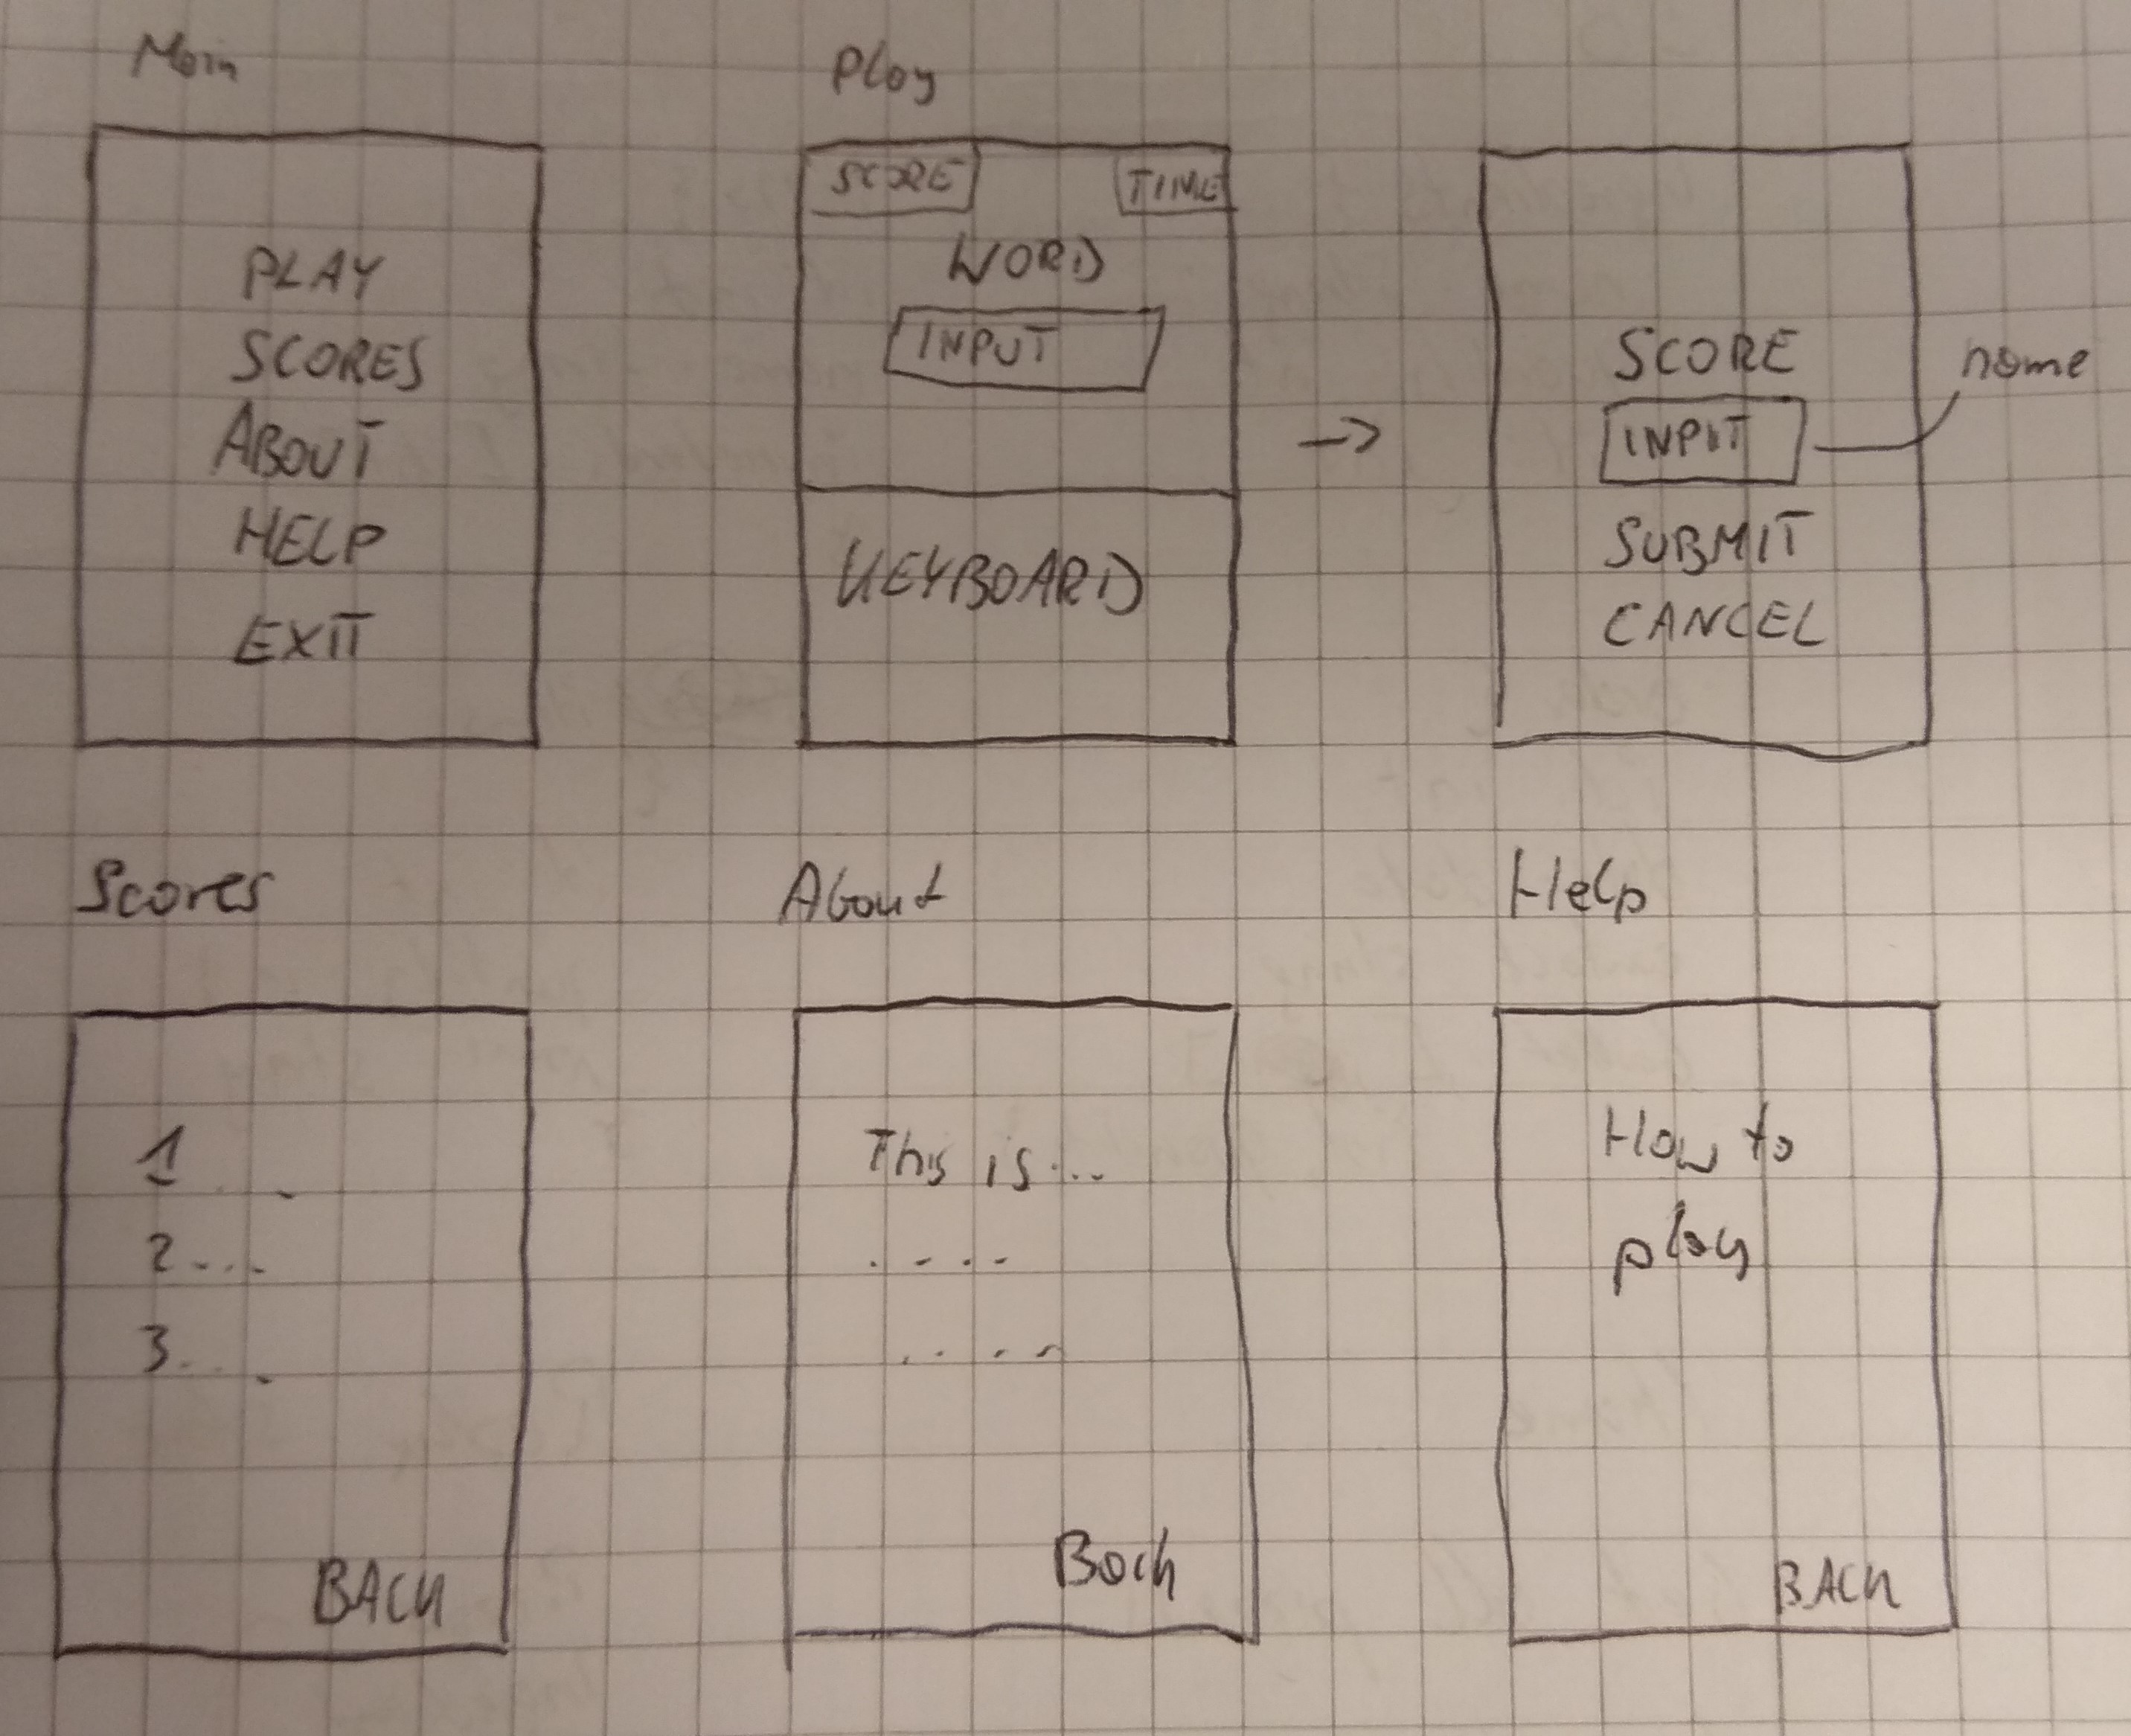 Main
PLAY
SCORES
ABOUT
HELP
EXIT
Play
SCORE TIME
WORD
INPUT
KEYBOARD
->
SCORE
INPUT
name
SUBMIT
CANCEL
Scores
1...
2...
3...
BACK
About
This is...
....
....
Back
Help
How to
play
BACK